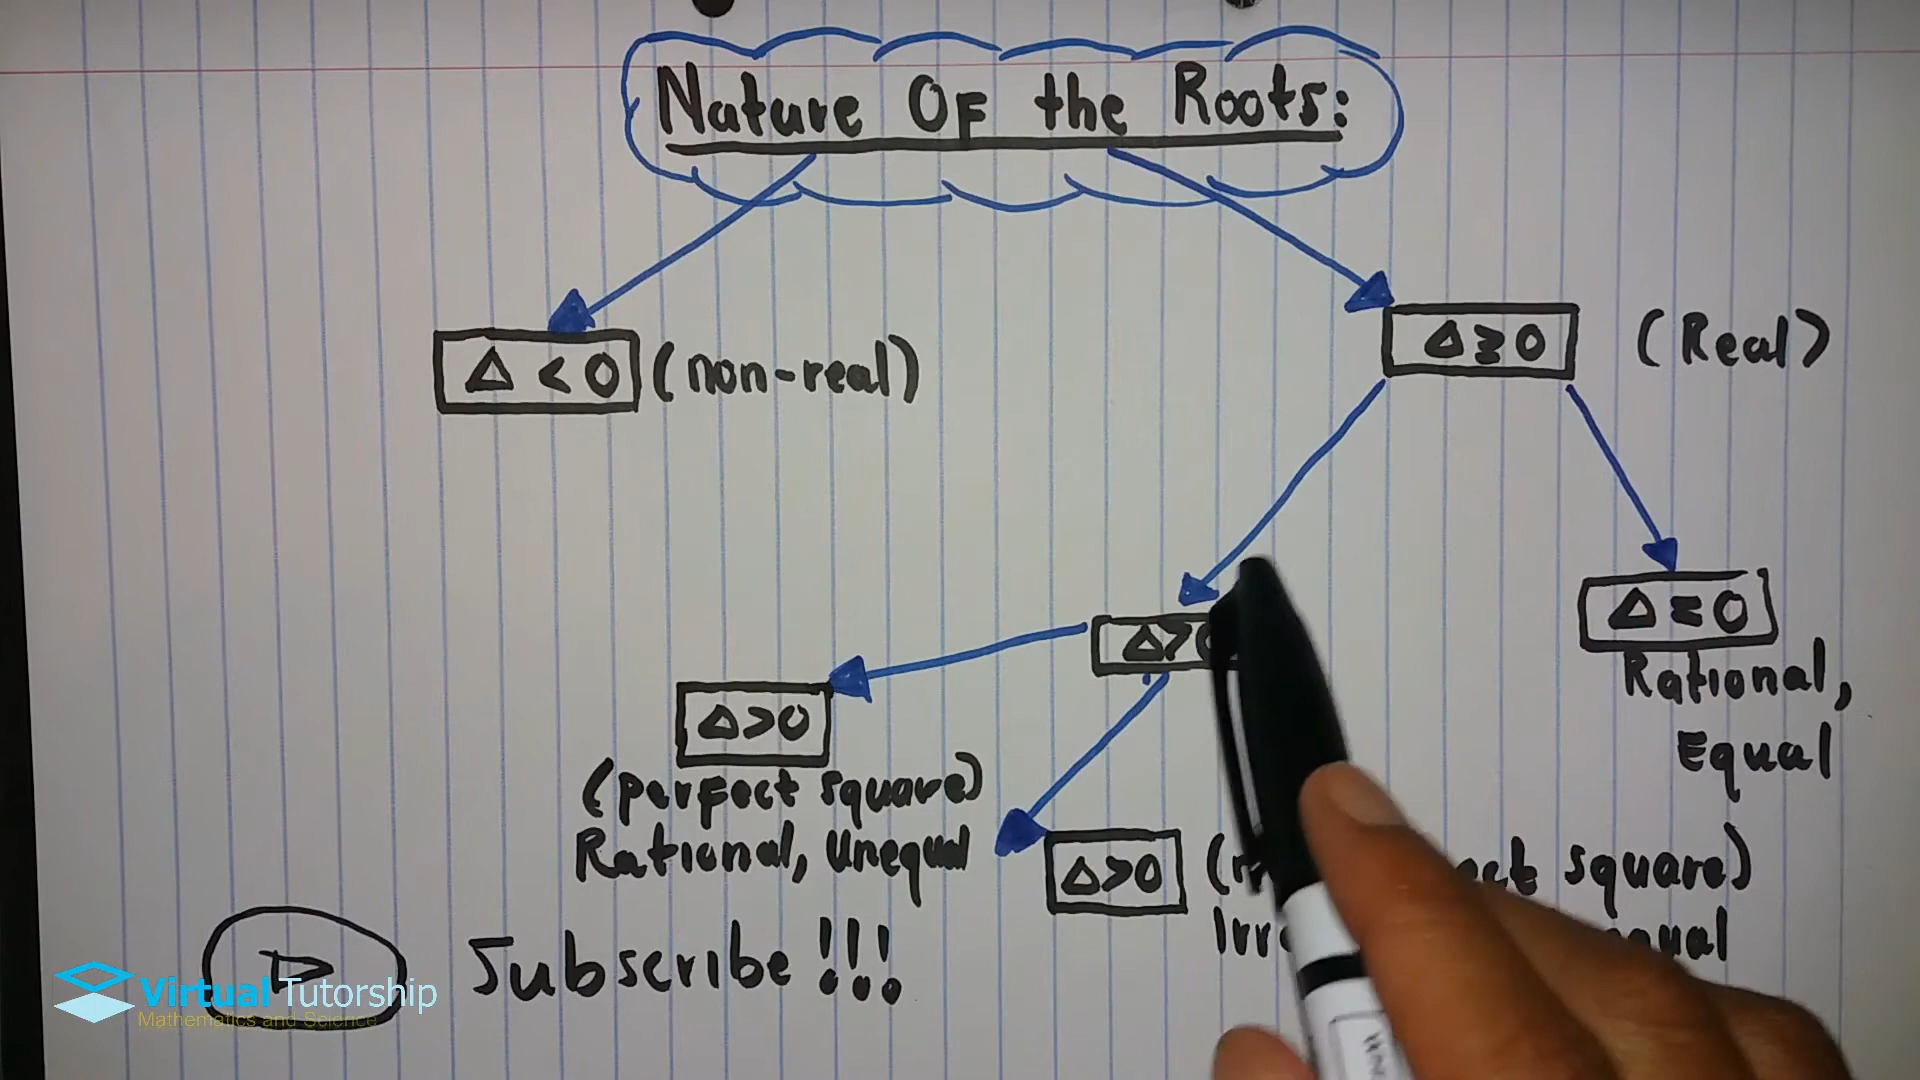 Nature Of the Roots:
Δ < 0 (non-real)
Δ ≥ 0 (Real)
Δ = 0
Rational,
Equal
Δ > 0
Δ > 0
(perfect square)
Rational, Unequal
Δ > 0
square)
Subscribe !!!
Virtual Tutorship
Mathematics and Science